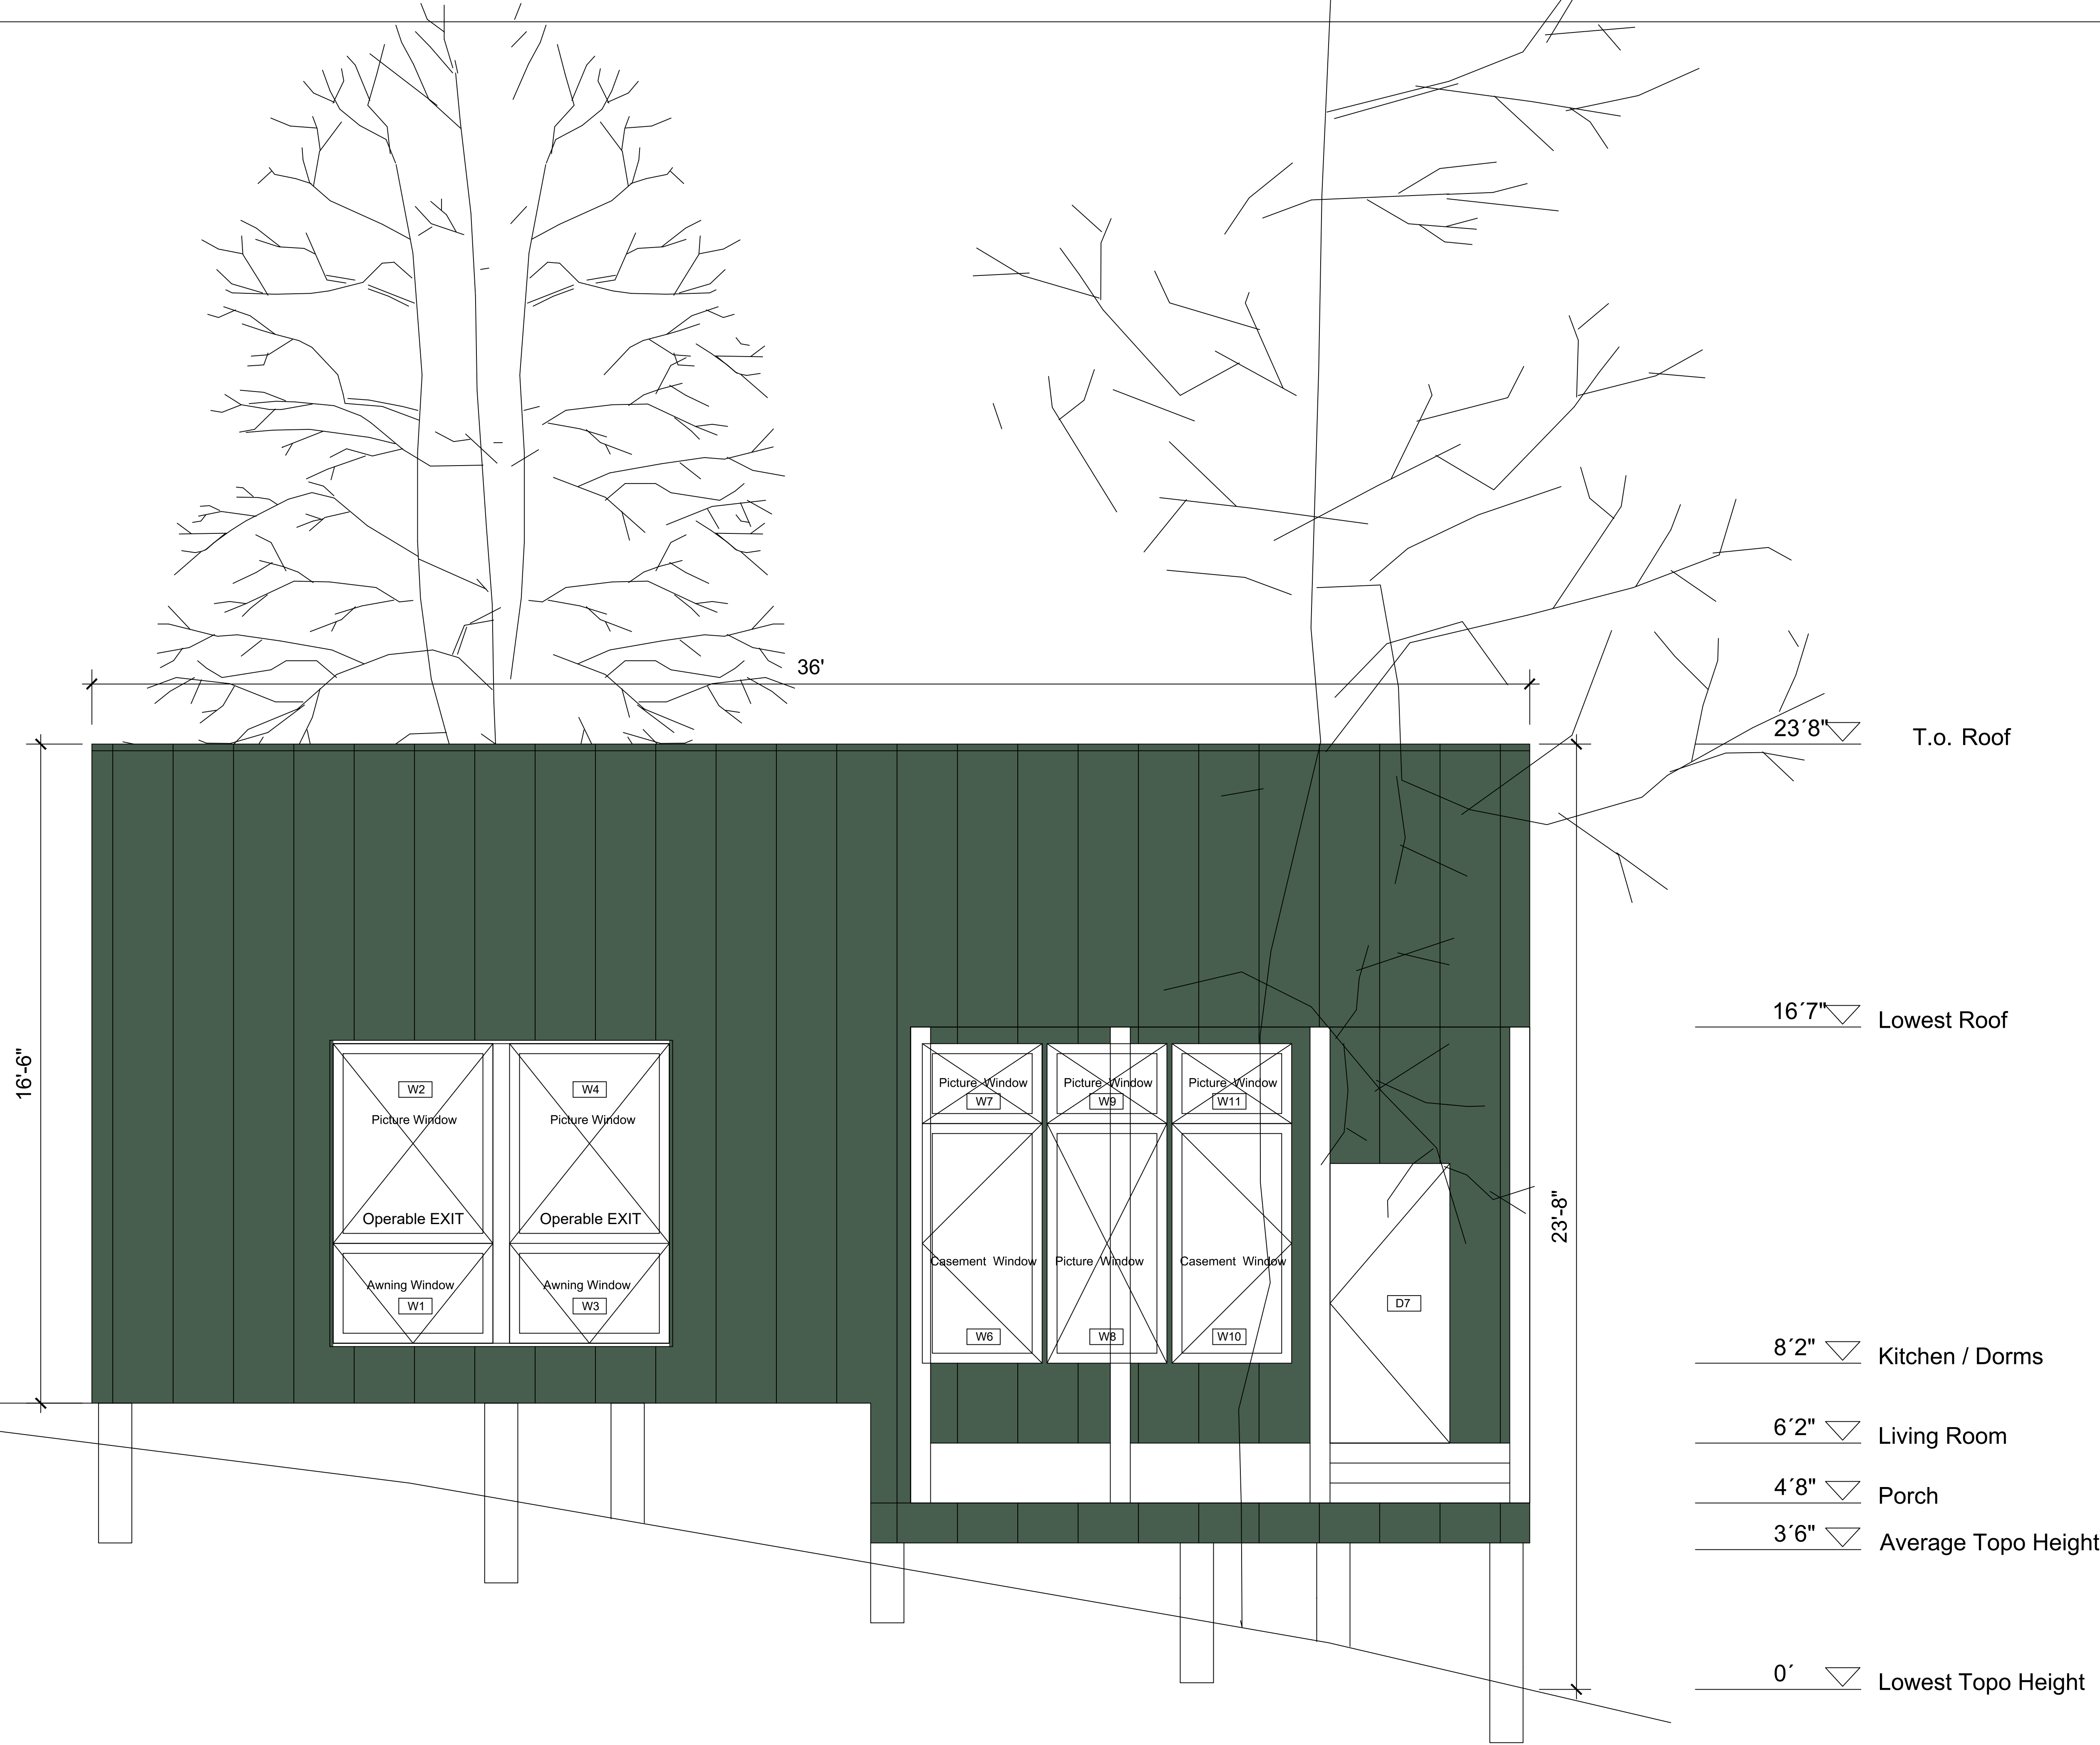 36'
23´8"
T.o. Roof
16´7"
Lowest Roof
16'-6"
W2
W4
Picture Window
Picture Window
Operable EXIT
Operable EXIT
Awning Window
Awning Window
W1
W3
Picture Window
Picture Window
Picture Window
W7
W9
W11
Casement Window
Picture Window
Casement Window
W6
W8
W10
D7
23'-8"
8´2"
Kitchen / Dorms
6´2"
Living Room
4´8"
Porch
3´6"
Average Topo Height
0´
Lowest Topo Height